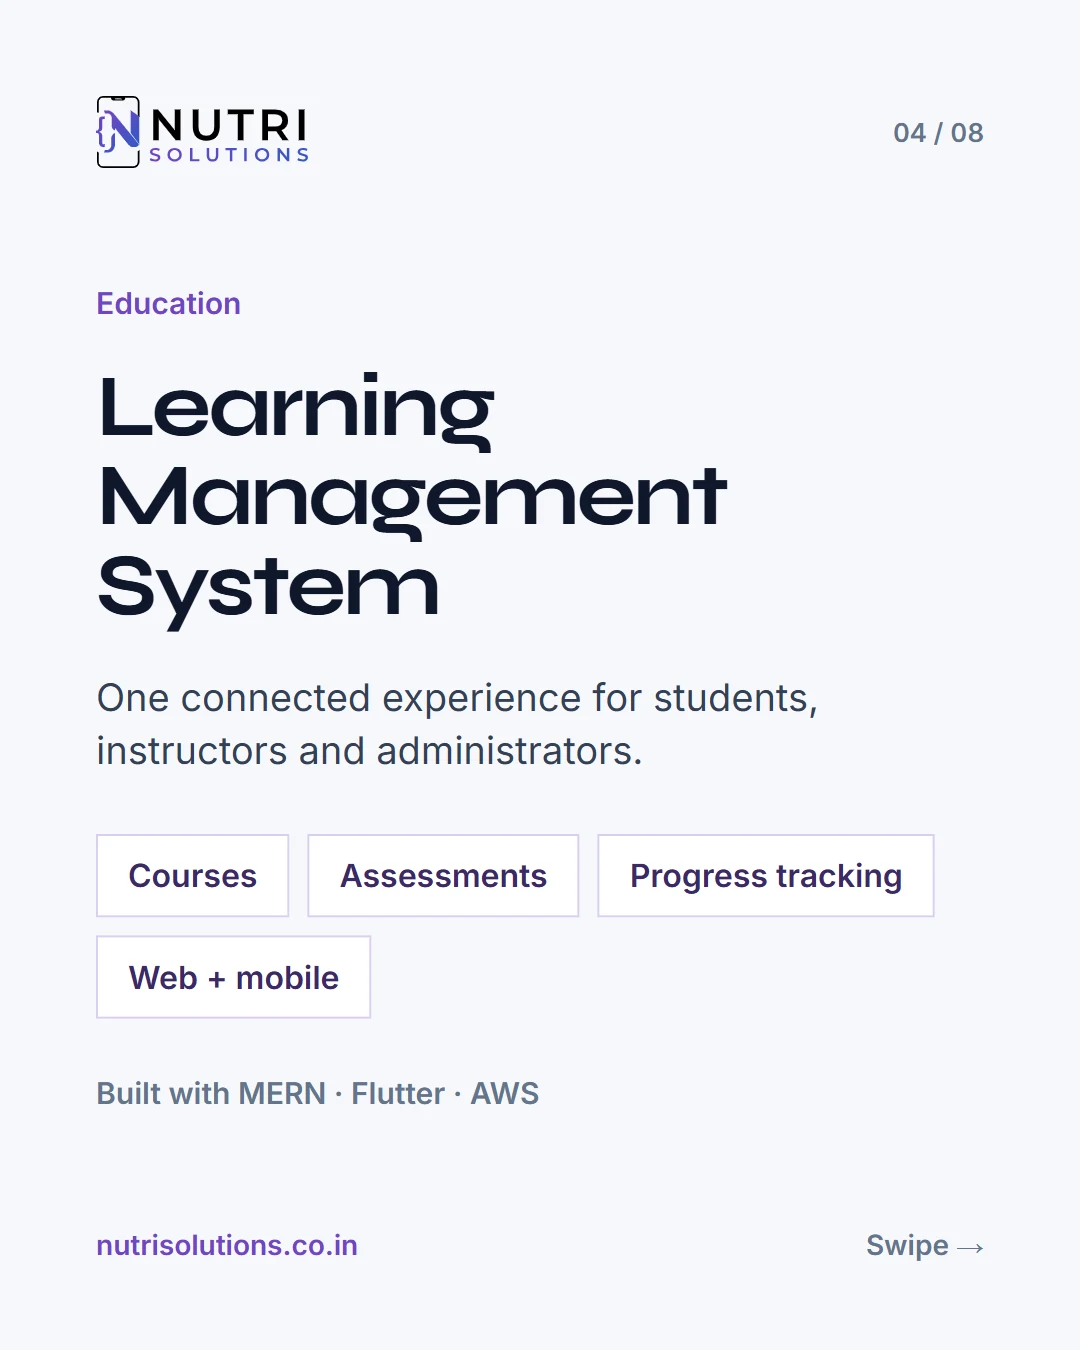 NUTRI
SOLUTIONS
04 / 08
Education
Learning
Management
System
One connected experience for students,
instructors and administrators.
Courses
Assessments
Progress tracking
Web + mobile
Built with MERN · Flutter · AWS
nutrisolutions.co.in
Swipe →